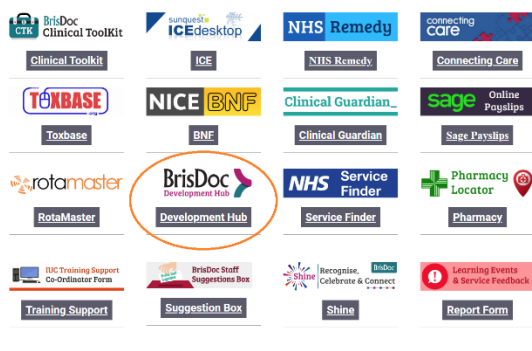 BrisDoc
CTK Clinical ToolKit
sunquest
ICEdesktop
NHS Remedy
connecting
care
Clinical Toolkit
ICE
NHS Remedy
Connecting Care
TOXBASE
.org
NICE BNF
Clinical Guardian_
sage Online
Payslips
Toxbase
BNF
Clinical Guardian
Sage Payslips
rotamaster
BrisDoc
Development Hub
NHS Service
Finder
Pharmacy
Locator
RotaMaster
Development Hub
Service Finder
Pharmacy
IUC Training Support
Co-Ordinator Form
BrisDoc Staff
Suggestions Box
Shine
Recognise,
Celebrate & Connect
BrisDoc
Learning Events
& Service Feedback
Training Support
Suggestion Box
Shine
Report Form